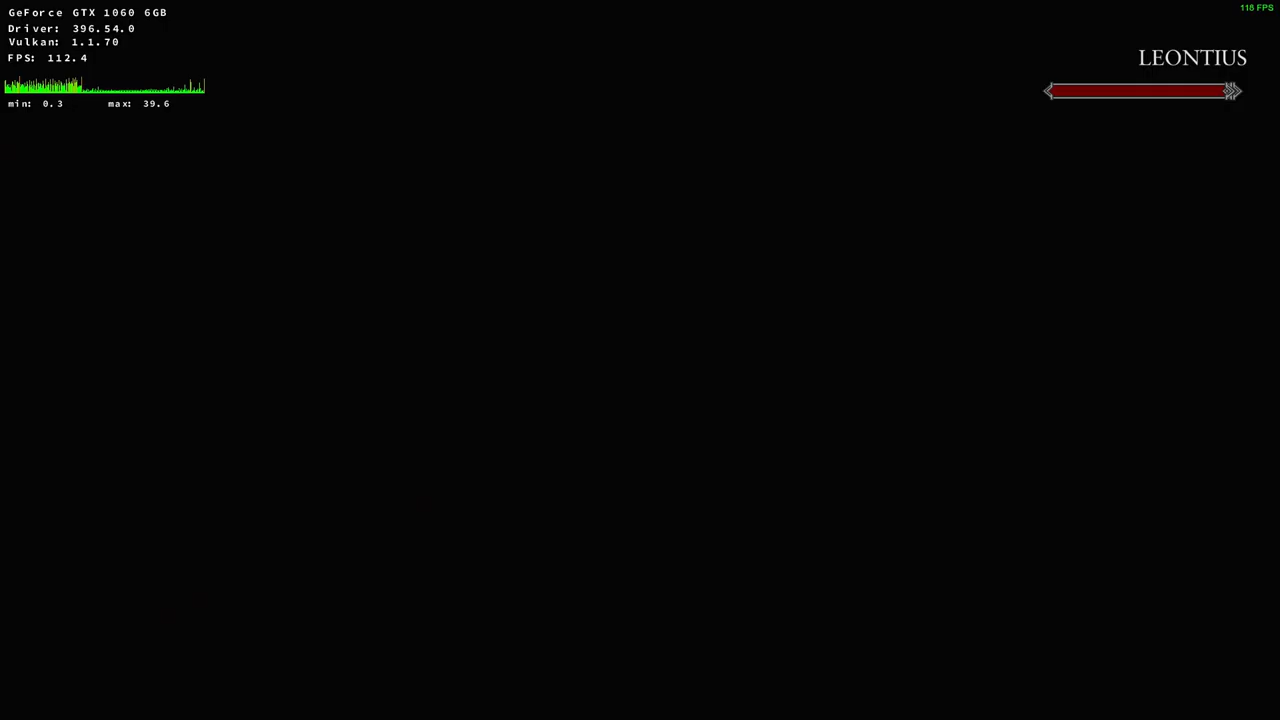 GeForce GTX 1060 6GB
Driver: 396.54.0
Vulkan: 1.1.70
FPS: 112.4
min: 0.3 max: 39.6
118 FPS
LEONTIUS